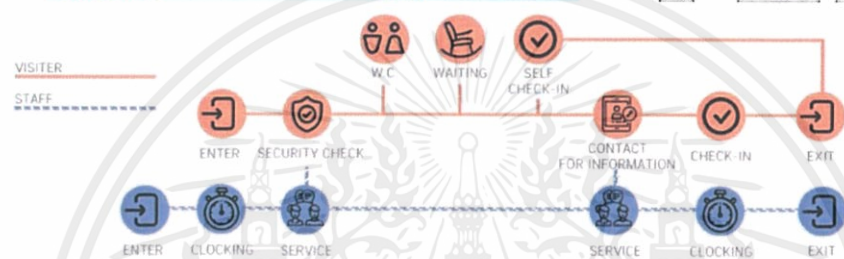 VISITER
STAFF
W.C
WAITING
SELF
CHECK-IN
ENTER
SECURITY CHECK
CONTACT
FOR INFORMATION
CHECK-IN
EXIT
ENTER
CLOCKING
SERVICE
SERVICE
CLOCKING
EXIT